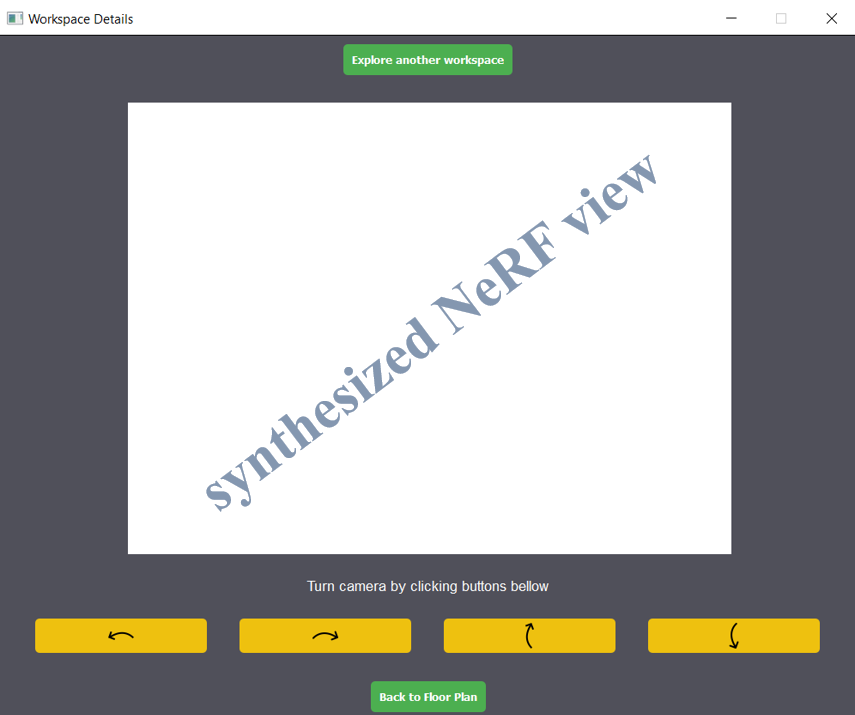 Workspace Details
Explore another workspace
synthesized NeRF view
Turn camera by clicking buttons bellow
Back to Floor Plan